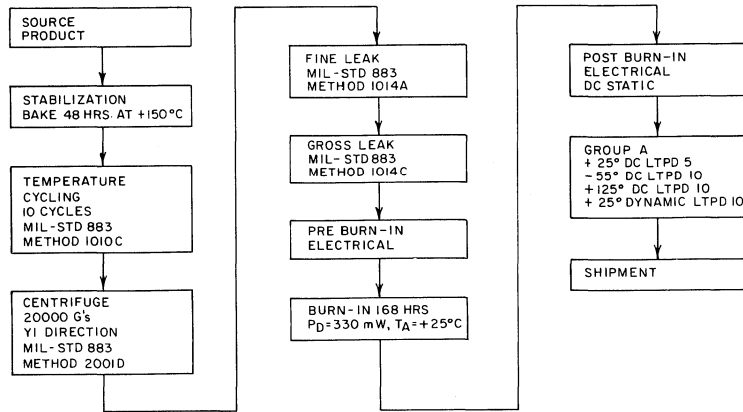 SOURCE
PRODUCT
STABILIZATION
BAKE 48 HRS. AT +150°C
TEMPERATURE
CYCLING
10 CYCLES
MIL-STD 883
METHOD 1010C
CENTRIFUGE
20000 G's
Y1 DIRECTION
MIL-STD 883
METHOD 2001D
FINE LEAK
MIL-STD 883
METHOD 1014A
GROSS LEAK
MIL-STD 883
METHOD 1014C
PRE BURN-IN
ELECTRICAL
BURN-IN 168 HRS
PD=330 mW, TA=+25°C
POST BURN-IN
ELECTRICAL
DC STATIC
GROUP A
+ 25° DC LTPD 5
- 55° DC LTPD 10
+125° DC LTPD 10
+ 25° DYNAMIC LTPD 10
SHIPMENT